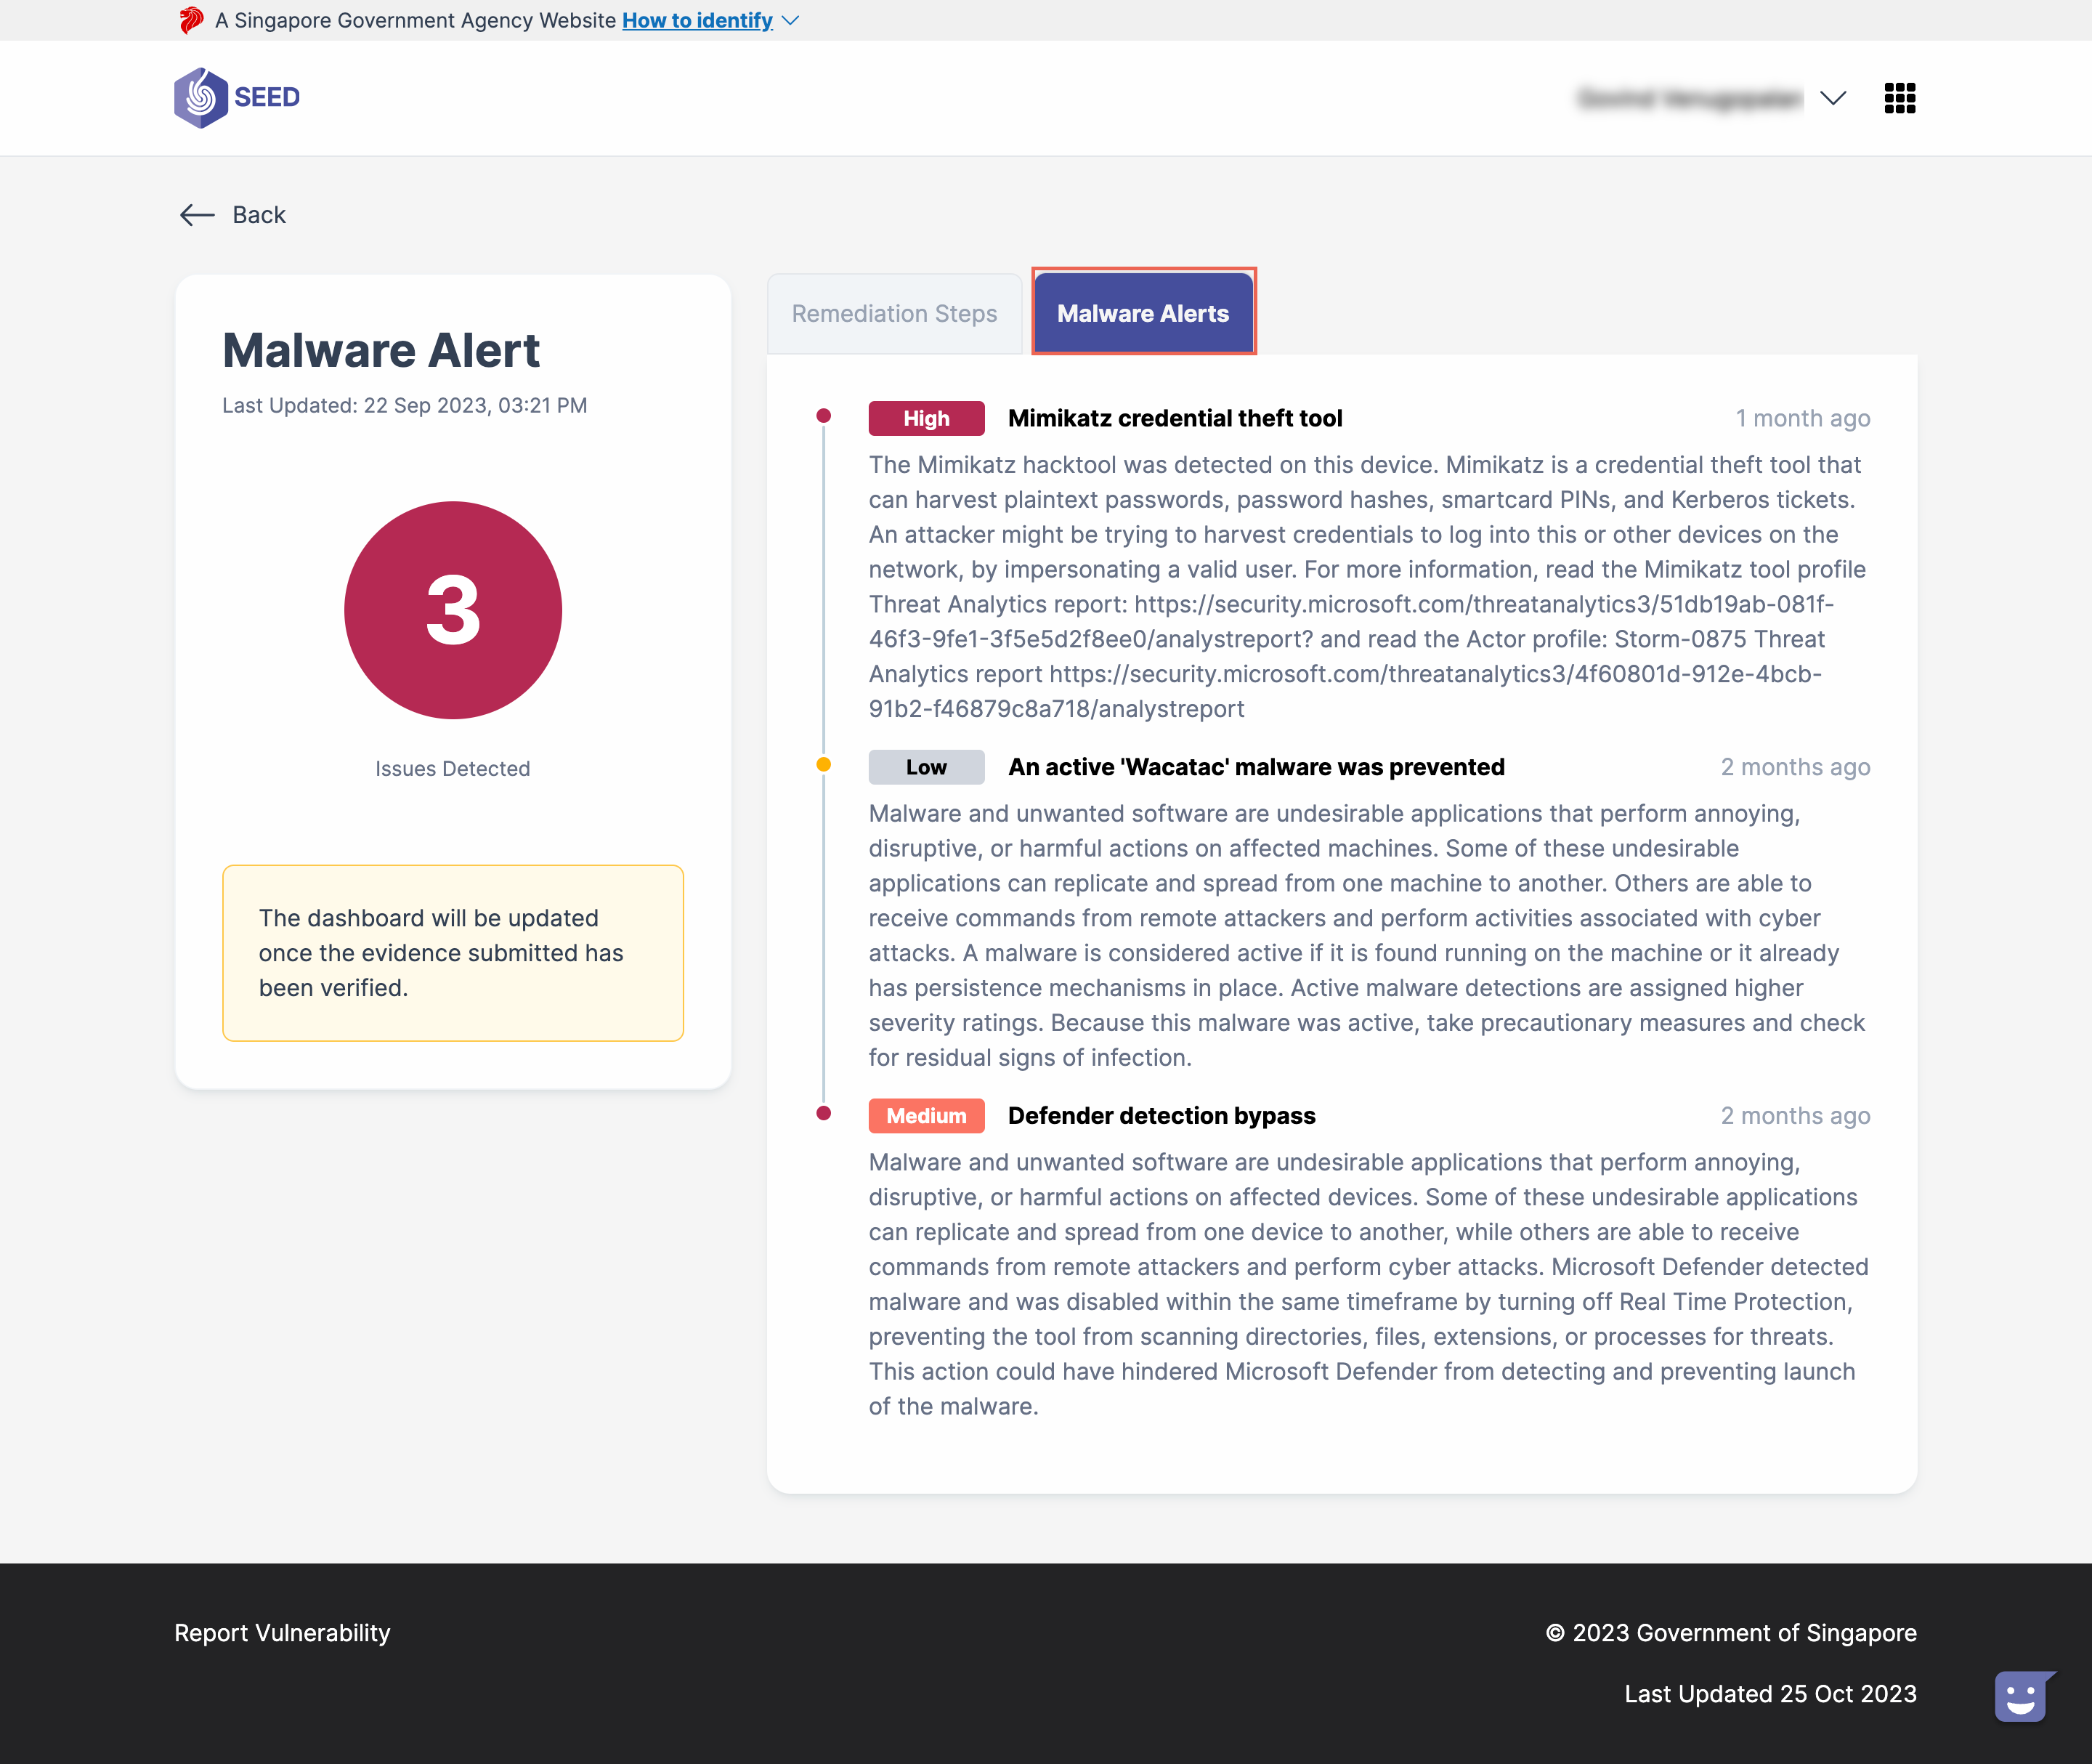 A Singapore Government Agency Website How to identify
SEED
Back
Malware Alert
Last Updated: 22 Sep 2023, 03:21 PM
3
Issues Detected
The dashboard will be updated
once the evidence submitted has
been verified.
Remediation Steps
Malware Alerts
High Mimikatz credential theft tool 1 month ago
The Mimikatz hacktool was detected on this device. Mimikatz is a credential theft tool that
can harvest plaintext passwords, password hashes, smartcard PINs, and Kerberos tickets.
An attacker might be trying to harvest credentials to log into this or other devices on the
network, by impersonating a valid user. For more information, read the Mimikatz tool profile
Threat Analytics report: https://security.microsoft.com/threatanalytics3/51db19ab-081f-
46f3-9fe1-3f5e5d2f8ee0/analystreport? and read the Actor profile: Storm-0875 Threat
Analytics report https://security.microsoft.com/threatanalytics3/4f60801d-912e-4bcb-
91b2-f46879c8a718/analystreport
Low An active 'Wacatac' malware was prevented 2 months ago
Malware and unwanted software are undesirable applications that perform annoying,
disruptive, or harmful actions on affected machines. Some of these undesirable
applications can replicate and spread from one machine to another. Others are able to
receive commands from remote attackers and perform activities associated with cyber
attacks. A malware is considered active if it is found running on the machine or it already
has persistence mechanisms in place. Active malware detections are assigned higher
severity ratings. Because this malware was active, take precautionary measures and check
for residual signs of infection.
Medium Defender detection bypass 2 months ago
Malware and unwanted software are undesirable applications that perform annoying,
disruptive, or harmful actions on affected devices. Some of these undesirable applications
can replicate and spread from one device to another, while others are able to receive
commands from remote attackers and perform cyber attacks. Microsoft Defender detected
malware and was disabled within the same timeframe by turning off Real Time Protection,
preventing the tool from scanning directories, files, extensions, or processes for threats.
This action could have hindered Microsoft Defender from detecting and preventing launch
of the malware.
Report Vulnerability
© 2023 Government of Singapore
Last Updated 25 Oct 2023